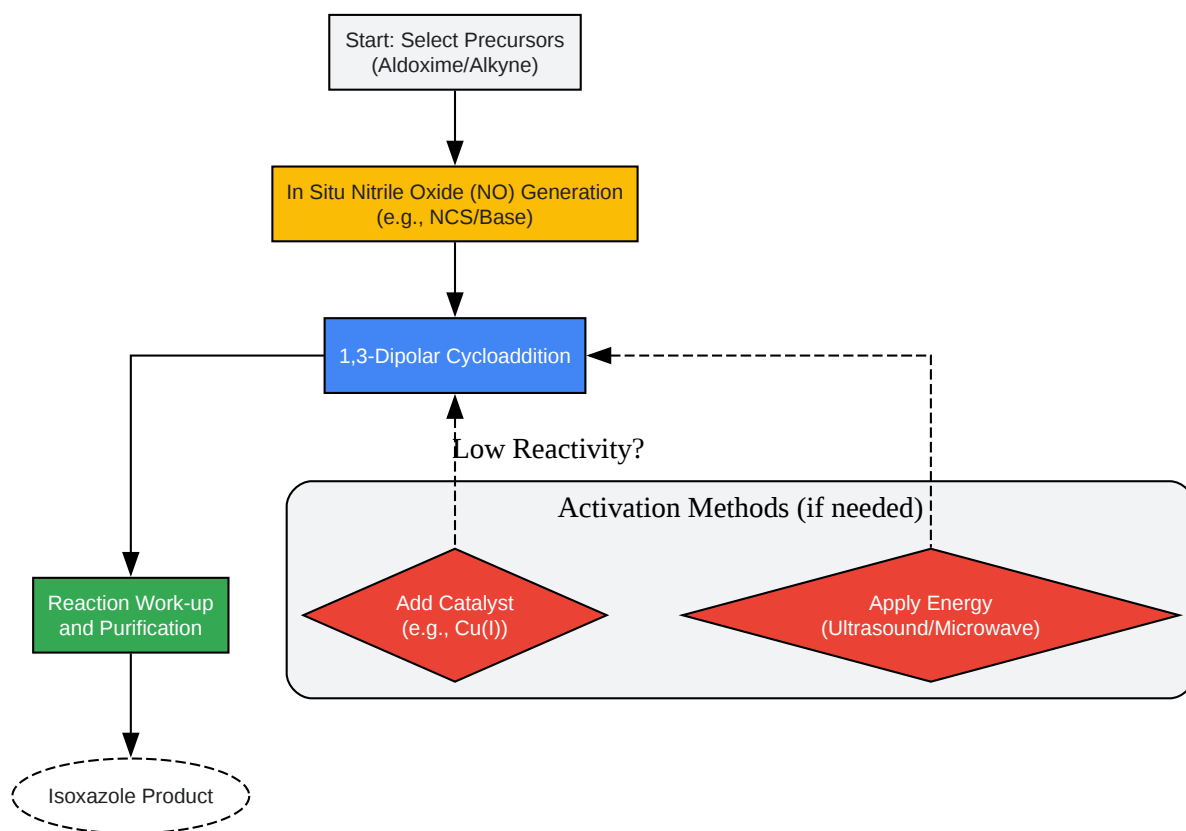 Start: Select Precursors
(Aldoxime/Alkyne)
In Situ Nitrile Oxide (NO) Generation
(e.g., NCS/Base)
1,3-Dipolar Cycloaddition
Low Reactivity?
Activation Methods (if needed)
Add Catalyst
(e.g., Cu(I))
Apply Energy
(Ultrasound/Microwave)
Reaction Work-up
and Purification
Isoxazole Product